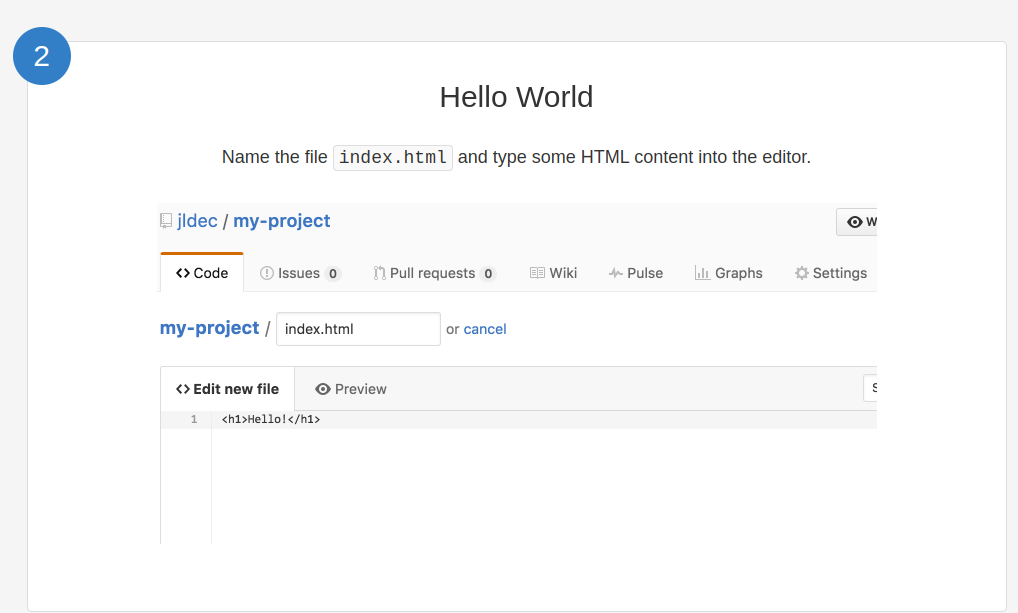 2
Hello World
Name the file index.html and type some HTML content into the editor.
jldec / my-project
Code Issues 0 Pull requests 0 Wiki Pulse Graphs Settings
my-project / index.html or cancel
Edit new file Preview
1 <h1>Hello!</h1>